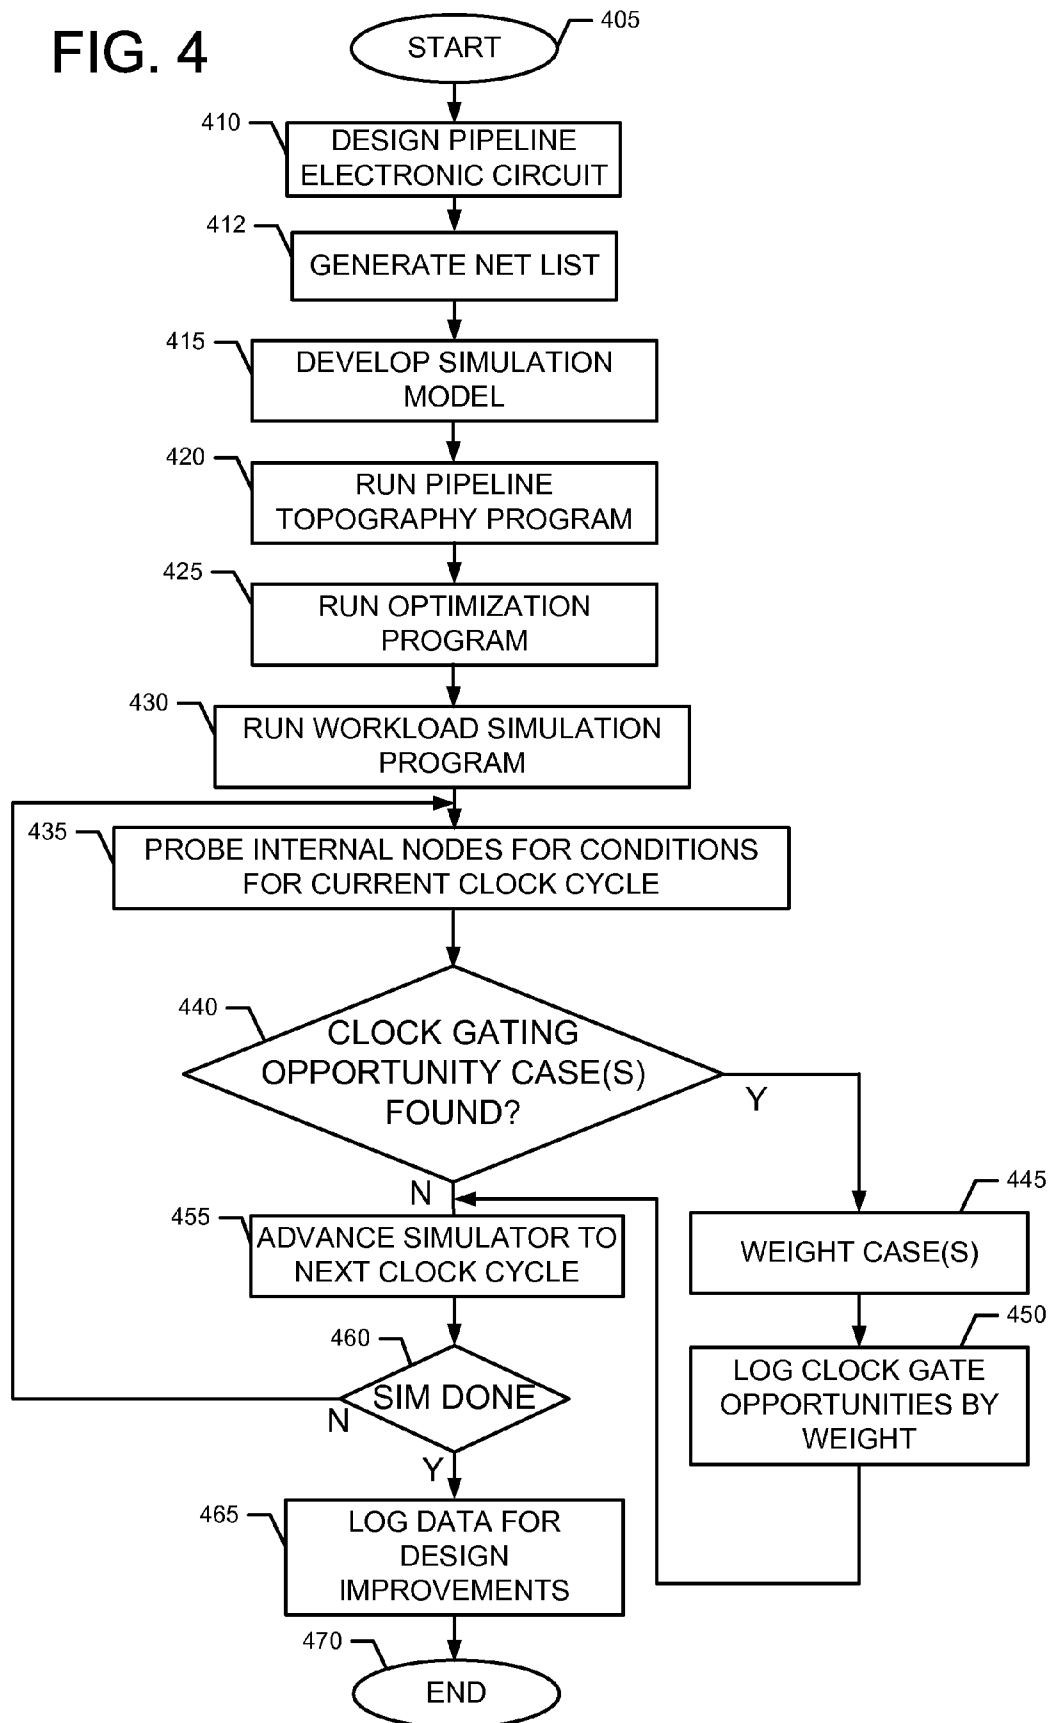 FIG. 4
START
405
410
DESIGN PIPELINE
ELECTRONIC CIRCUIT
412
GENERATE NET LIST
415
DEVELOP SIMULATION
MODEL
420
RUN PIPELINE
TOPOGRAPHY PROGRAM
425
RUN OPTIMIZATION
PROGRAM
430
RUN WORKLOAD SIMULATION
PROGRAM
435
PROBE INTERNAL NODES FOR CONDITIONS
FOR CURRENT CLOCK CYCLE
440
CLOCK GATING
OPPORTUNITY CASE(S)
FOUND?
Y
N
445
WEIGHT CASE(S)
450
LOG CLOCK GATE
OPPORTUNITIES BY
WEIGHT
455
ADVANCE SIMULATOR TO
NEXT CLOCK CYCLE
460
SIM DONE
N
Y
465
LOG DATA FOR
DESIGN
IMPROVEMENTS
470
END